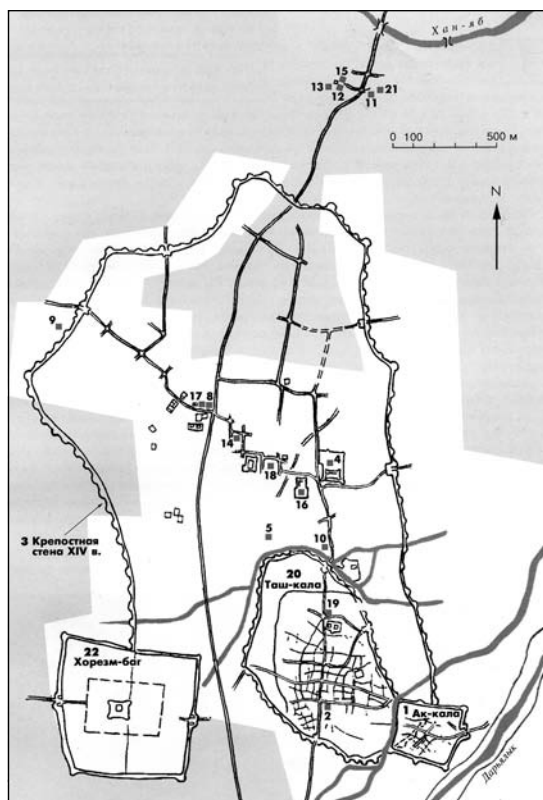 Хан-яб
15
13
12
11
21
0 100 500 м
N
9
17 8
14
4
18
16
3 Крепостная
стена XIV в.
5
10
20
Таш-кала
19
22
Хорезм-баг
2
1
Ак-кала
Дарьялык